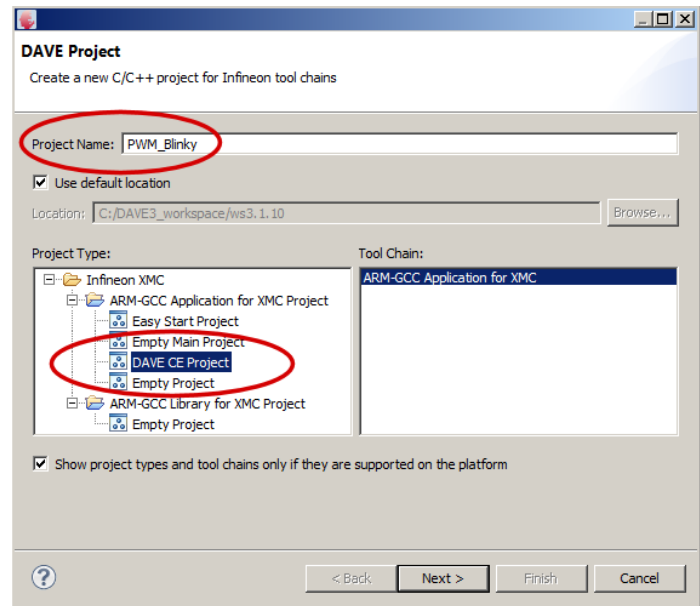 DAVE Project
Create a new C/C++ project for Infineon tool chains
Project Name: PWM_Blinky
Use default location
Location: C:/DAVE3_workspace/ws3.1.10 Browse...
Project Type: Tool Chain:
Infineon XMC ARM-GCC Application for XMC
ARM-GCC Application for XMC Project
Easy Start Project
Empty Main Project
DAVE CE Project
Empty Project
ARM-GCC Library for XMC Project
Empty Project
Show project types and tool chains only if they are supported on the platform
? < Back Next > Finish Cancel